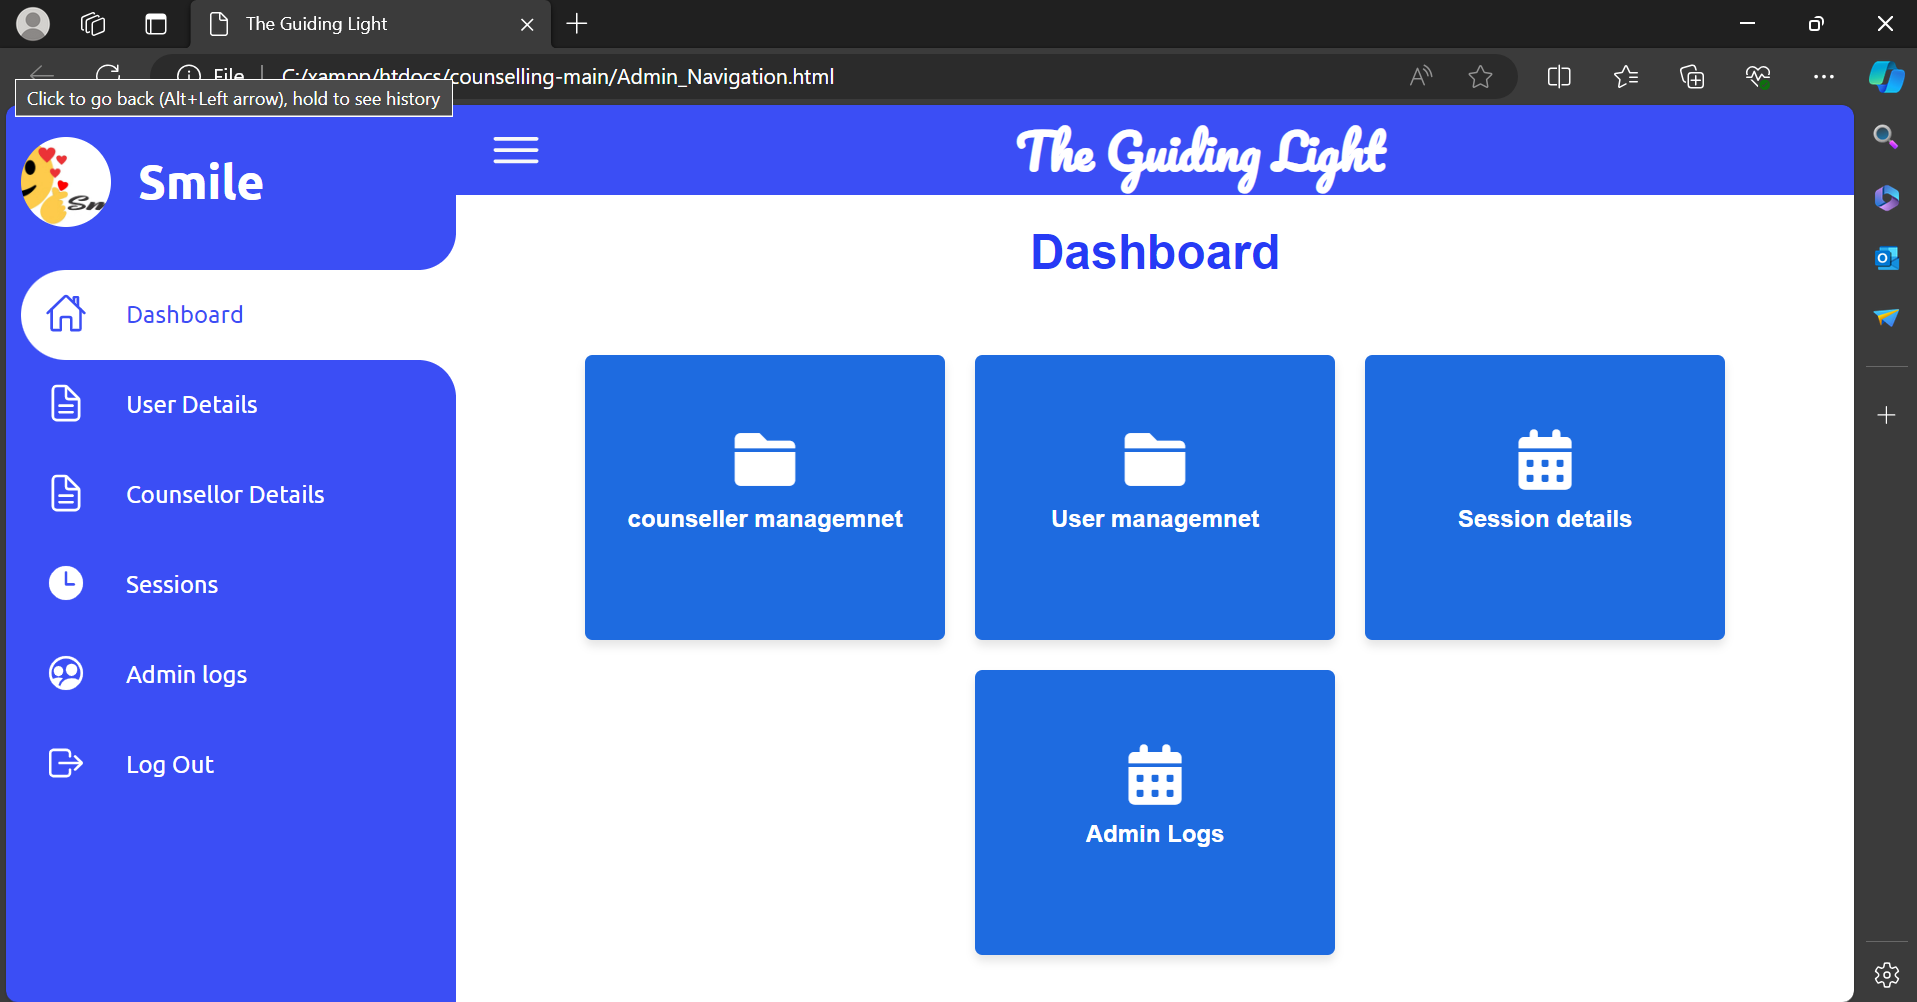 The Guiding Light
File
C:/xampp/htdocs/counselling-main/Admin_Navigation.html
Click to go back (Alt+Left arrow), hold to see history
Smile
The Guiding Light
Dashboard
Dashboard
User Details
Counsellor Details
Sessions
Admin logs
Log Out
counseller managemnet
User managemnet
Session details
Admin Logs